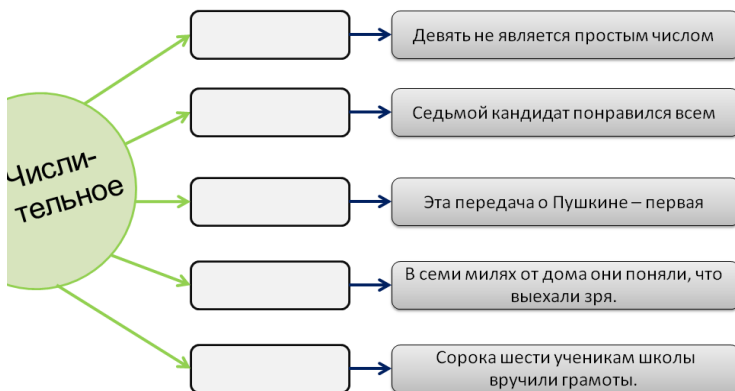 Числи-
тельное
Девять не является простым числом
Седьмой кандидат понравился всем
Эта передача о Пушкине – первая
В семи милях от дома они поняли, что
выехали зря.
Сорока шести ученикам школы
вручили грамоты.